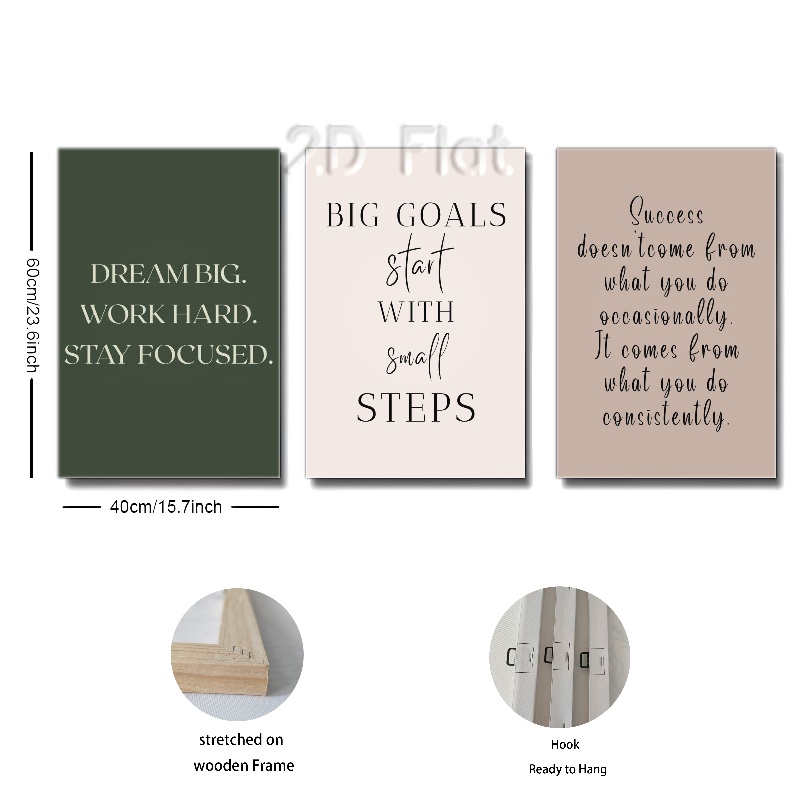 2.D Flat.
60cm/23.6inch
DREAM BIG.
WORK HARD.
STAY FOCUSED.
BIG GOALS
start
WITH
small
STEPS
Success
doesn'tcome from
what you do
occasionally.
It comes from
what you do
consistently.
40cm/15.7inch
stretched on
wooden Frame
Hook
Ready to Hang